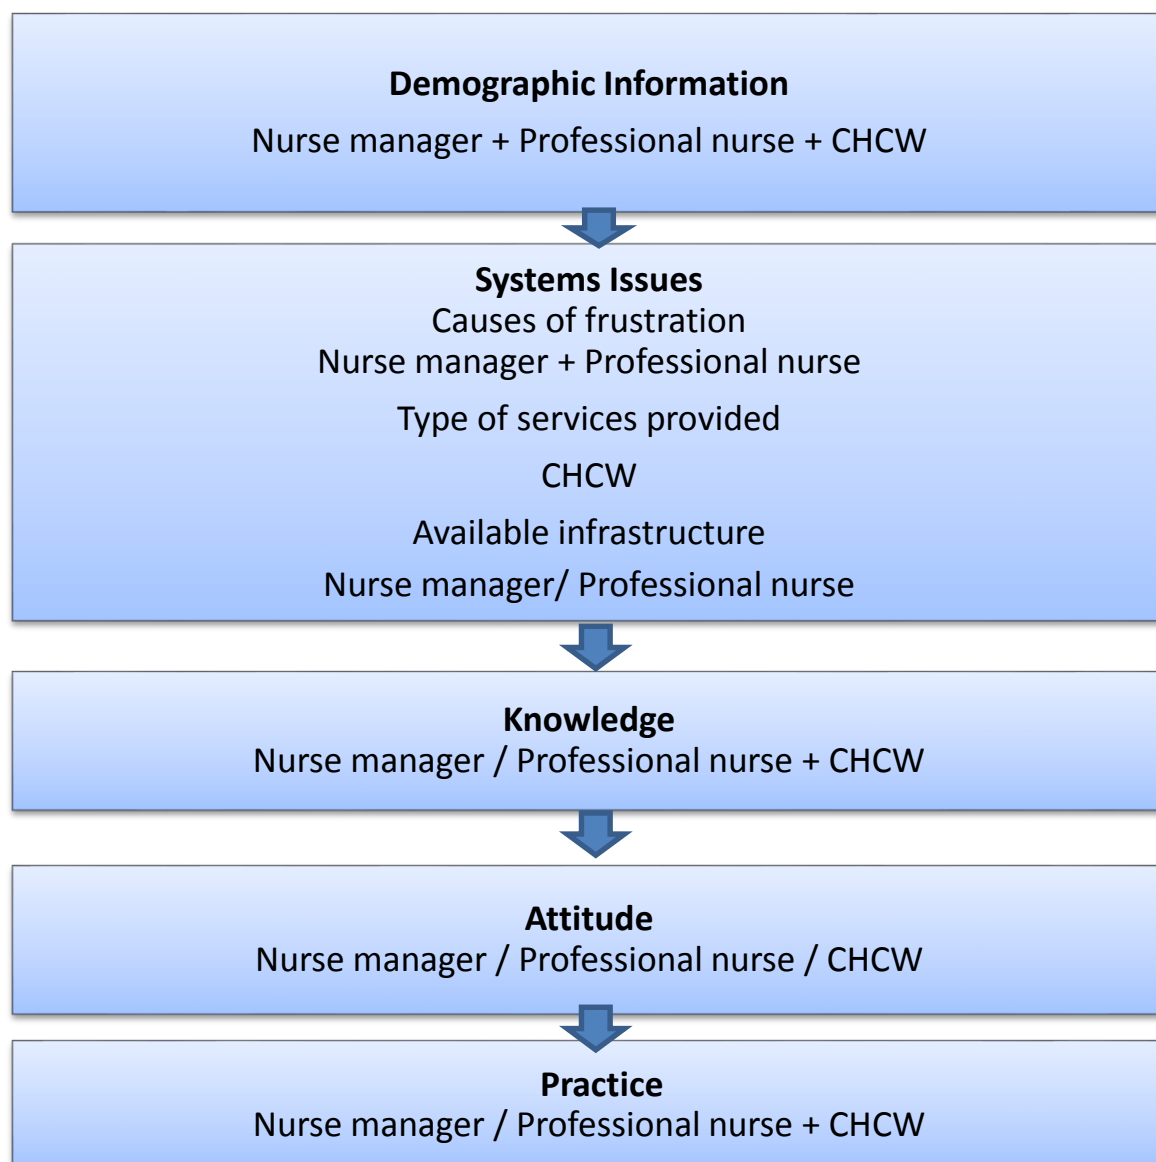 Demographic Information
Nurse manager + Professional nurse + CHCW
Systems Issues
Causes of frustration
Nurse manager + Professional nurse
Type of services provided
CHCW
Available infrastructure
Nurse manager/ Professional nurse
Knowledge
Nurse manager / Professional nurse + CHCW
Attitude
Nurse manager / Professional nurse / CHCW
Practice
Nurse manager / Professional nurse + CHCW